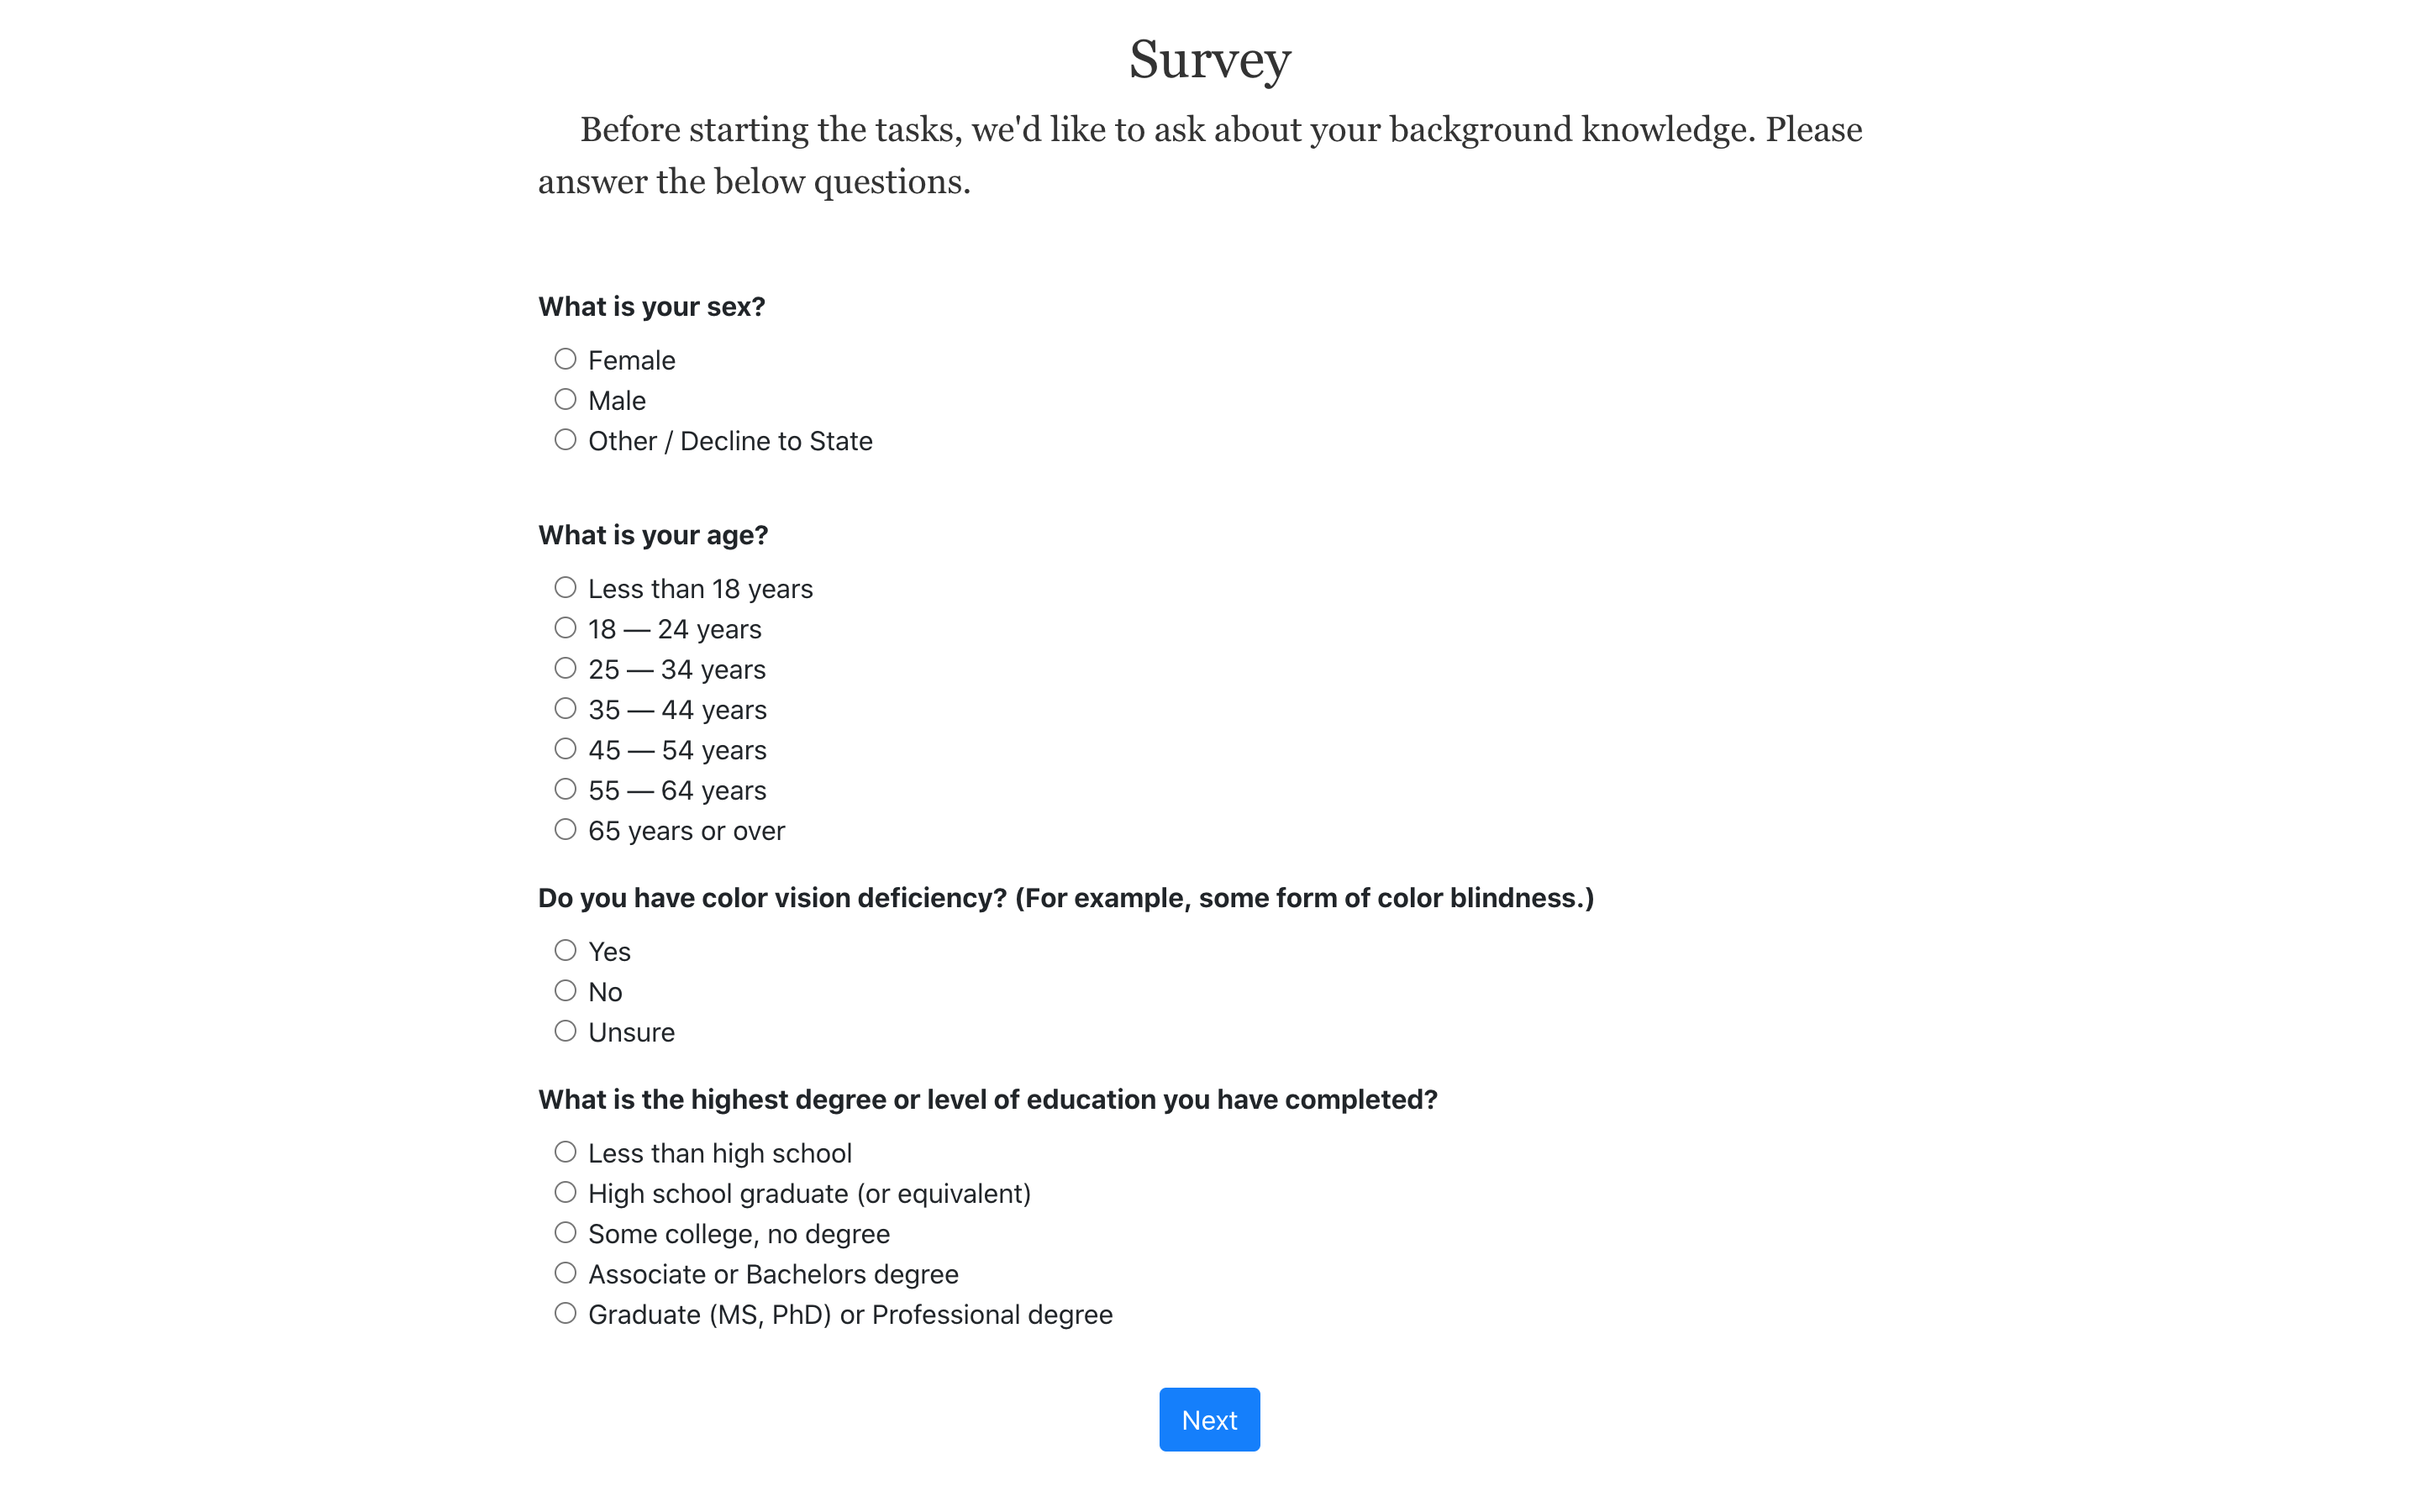 Survey
Before starting the tasks, we'd like to ask about your background knowledge. Please
answer the below questions.
What is your sex?
Female
Male
Other / Decline to State
What is your age?
Less than 18 years
18 — 24 years
25 — 34 years
35 — 44 years
45 — 54 years
55 — 64 years
65 years or over
Do you have color vision deficiency? (For example, some form of color blindness.)
Yes
No
Unsure
What is the highest degree or level of education you have completed?
Less than high school
High school graduate (or equivalent)
Some college, no degree
Associate or Bachelors degree
Graduate (MS, PhD) or Professional degree
Next